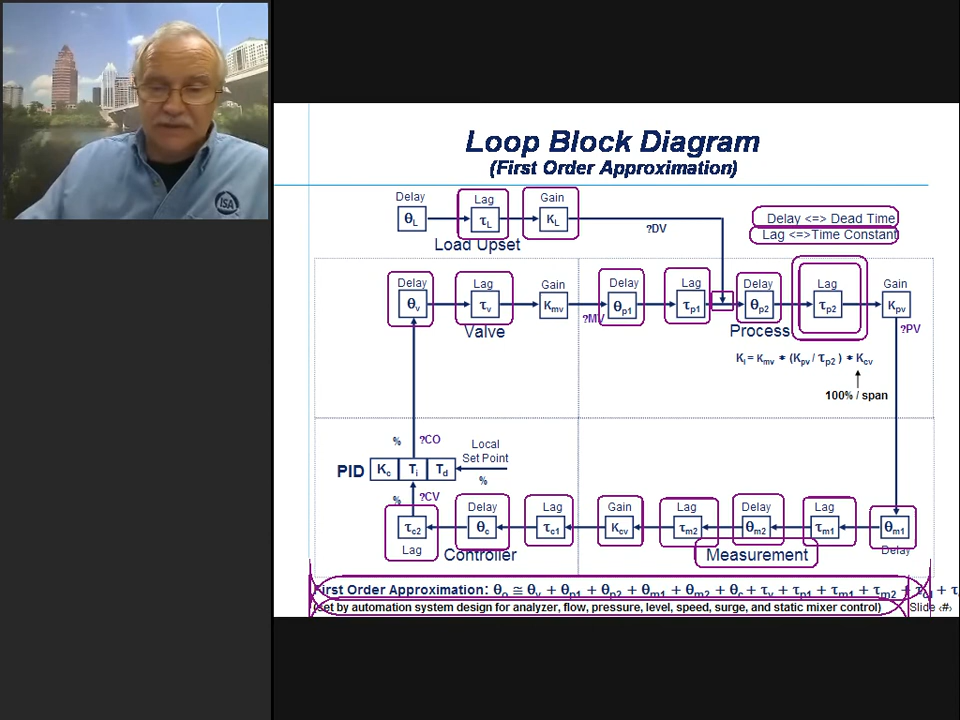 ISA
Loop Block Diagram
(First Order Approximation)
Delay
Lag
Gain
θL
τL
KL
Load Upset
?DV
Delay <=> Dead Time
Lag <=>Time Constant
Delay
Lag
Gain
Delay
Lag
Delay
Lag
Gain
θv
τv
Kmv
θp1
τp1
θp2
τp2
Kpv
?MV
Valve
Process
?PV
Ki = Kmv * (Kpv / τp2 ) * Kcv
100% / span
% ?CO
Local
Set Point
PID
Kc
Ti
Td
%
% ?CV
Delay
Lag
Gain
Lag
Delay
Lag
τc2
θc
τc1
Kcv
τm2
θm2
τm1
θm1
Lag
Controller
Measurement
Delay
First Order Approximation: θo ≅ θv + θp1 + θp2 + θm1 + θm2 + θc + τv + τp1 + τm1 + τm2 + τc1 + τ
(set by automation system design for analyzer, flow, pressure, level, speed, surge, and static mixer control)
Slide ‹#›